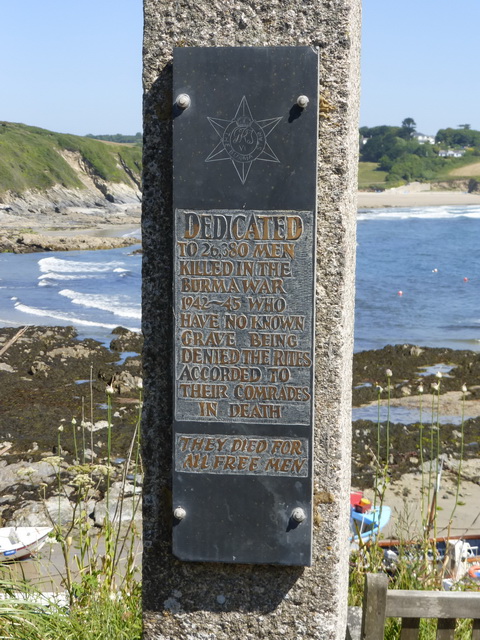 DEDICATED
TO 26,380 MEN
KILLED IN THE
BURMA WAR
1942~45 WHO
HAVE NO KNOWN
GRAVE BEING
DENIED THE RITES
ACCORDED TO
THEIR COMRADES
IN DEATH
THEY DIED FOR
ALL FREE MEN